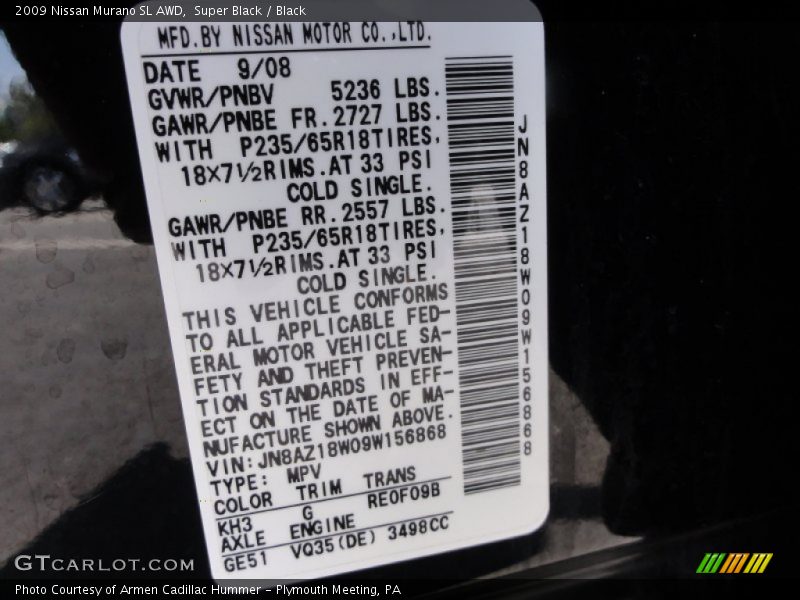 2009 Nissan Murano SL AWD,  Super Black / Black
MFD.BY NISSAN MOTOR CO.,LTD.
DATE 9/08
GVWR/PNBV 5236 LBS.
GAWR/PNBE FR.2727 LBS.
WITH P235/65R18TIRES,
18X7½RIMS.AT 33 PSI
COLD SINGLE.
GAWR/PNBE RR.2557 LBS.
WITH P235/65R18TIRES,
18X7½RIMS.AT 33 PSI
COLD SINGLE.
THIS VEHICLE CONFORMS
TO ALL APPLICABLE FED-
ERAL MOTOR VEHICLE SA-
FETY AND THEFT PREVEN-
TION STANDARDS IN EFF-
ECT ON THE DATE OF MA-
NUFACTURE SHOWN ABOVE.
VIN:JN8AZ18W09W156868
TYPE: MPV
COLOR TRIM TRANS
KH3 G RE0F09B
AXLE ENGINE
GE51 VQ35(DE) 3498CC
JN8AZ18W09W156868
GTCARLOT.COM
Photo Courtesy of Armen Cadillac Hummer - Plymouth Meeting, PA